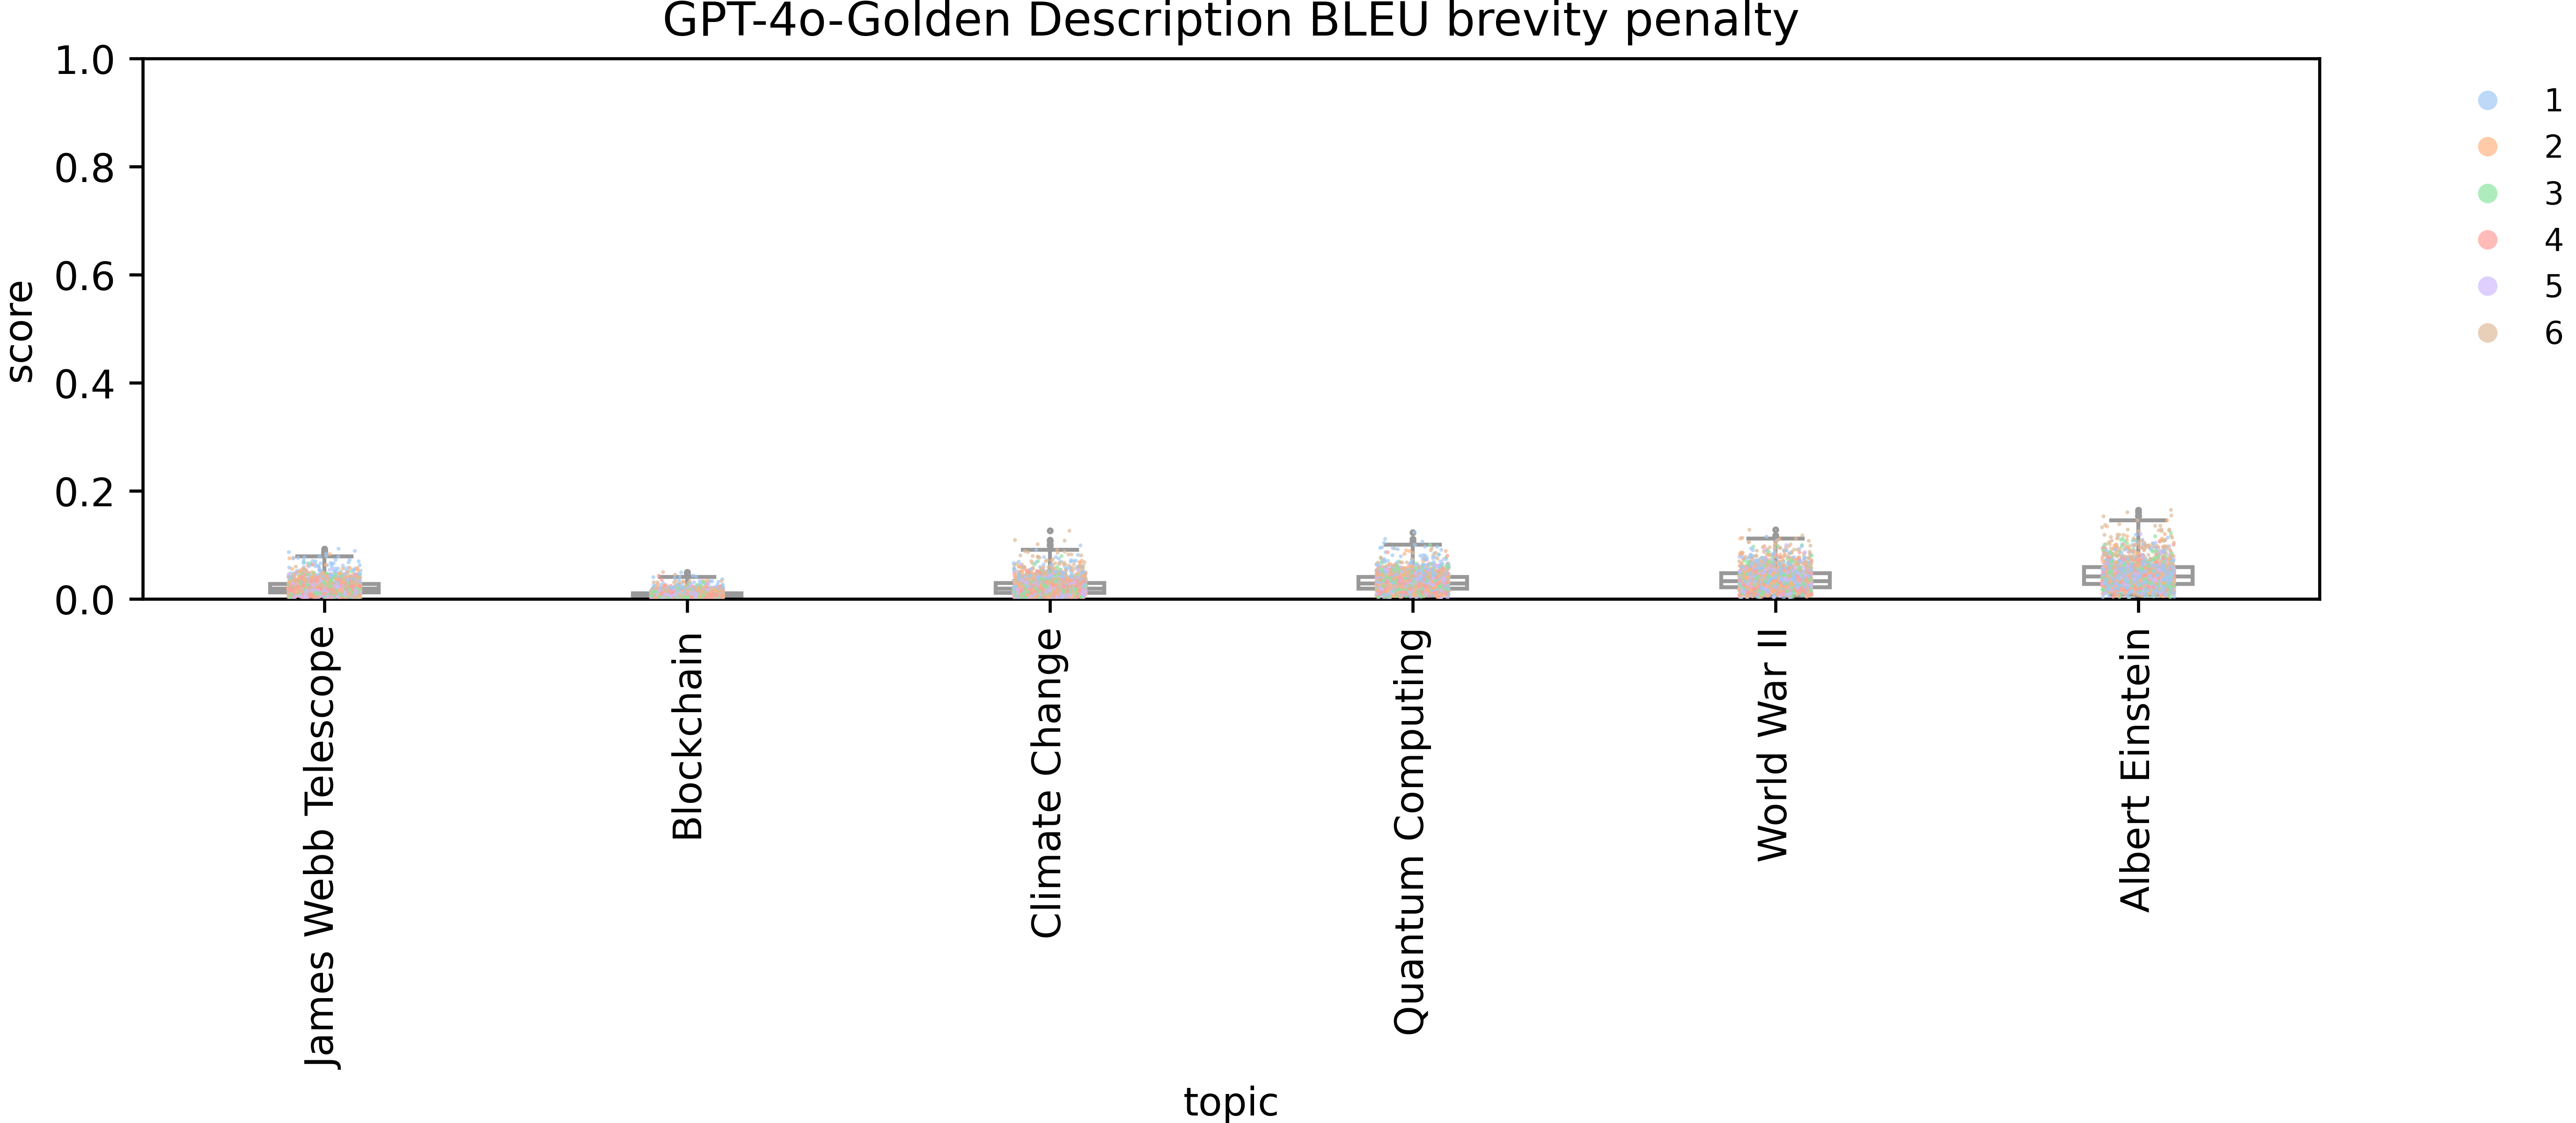 GPT-4o-Golden Description BLEU brevity penalty
1.0
0.8
0.6
0.4
0.2
0.0
score
1
2
3
4
5
6
James Webb Telescope
Blockchain
Climate Change
Quantum Computing
World War II
Albert Einstein
topic